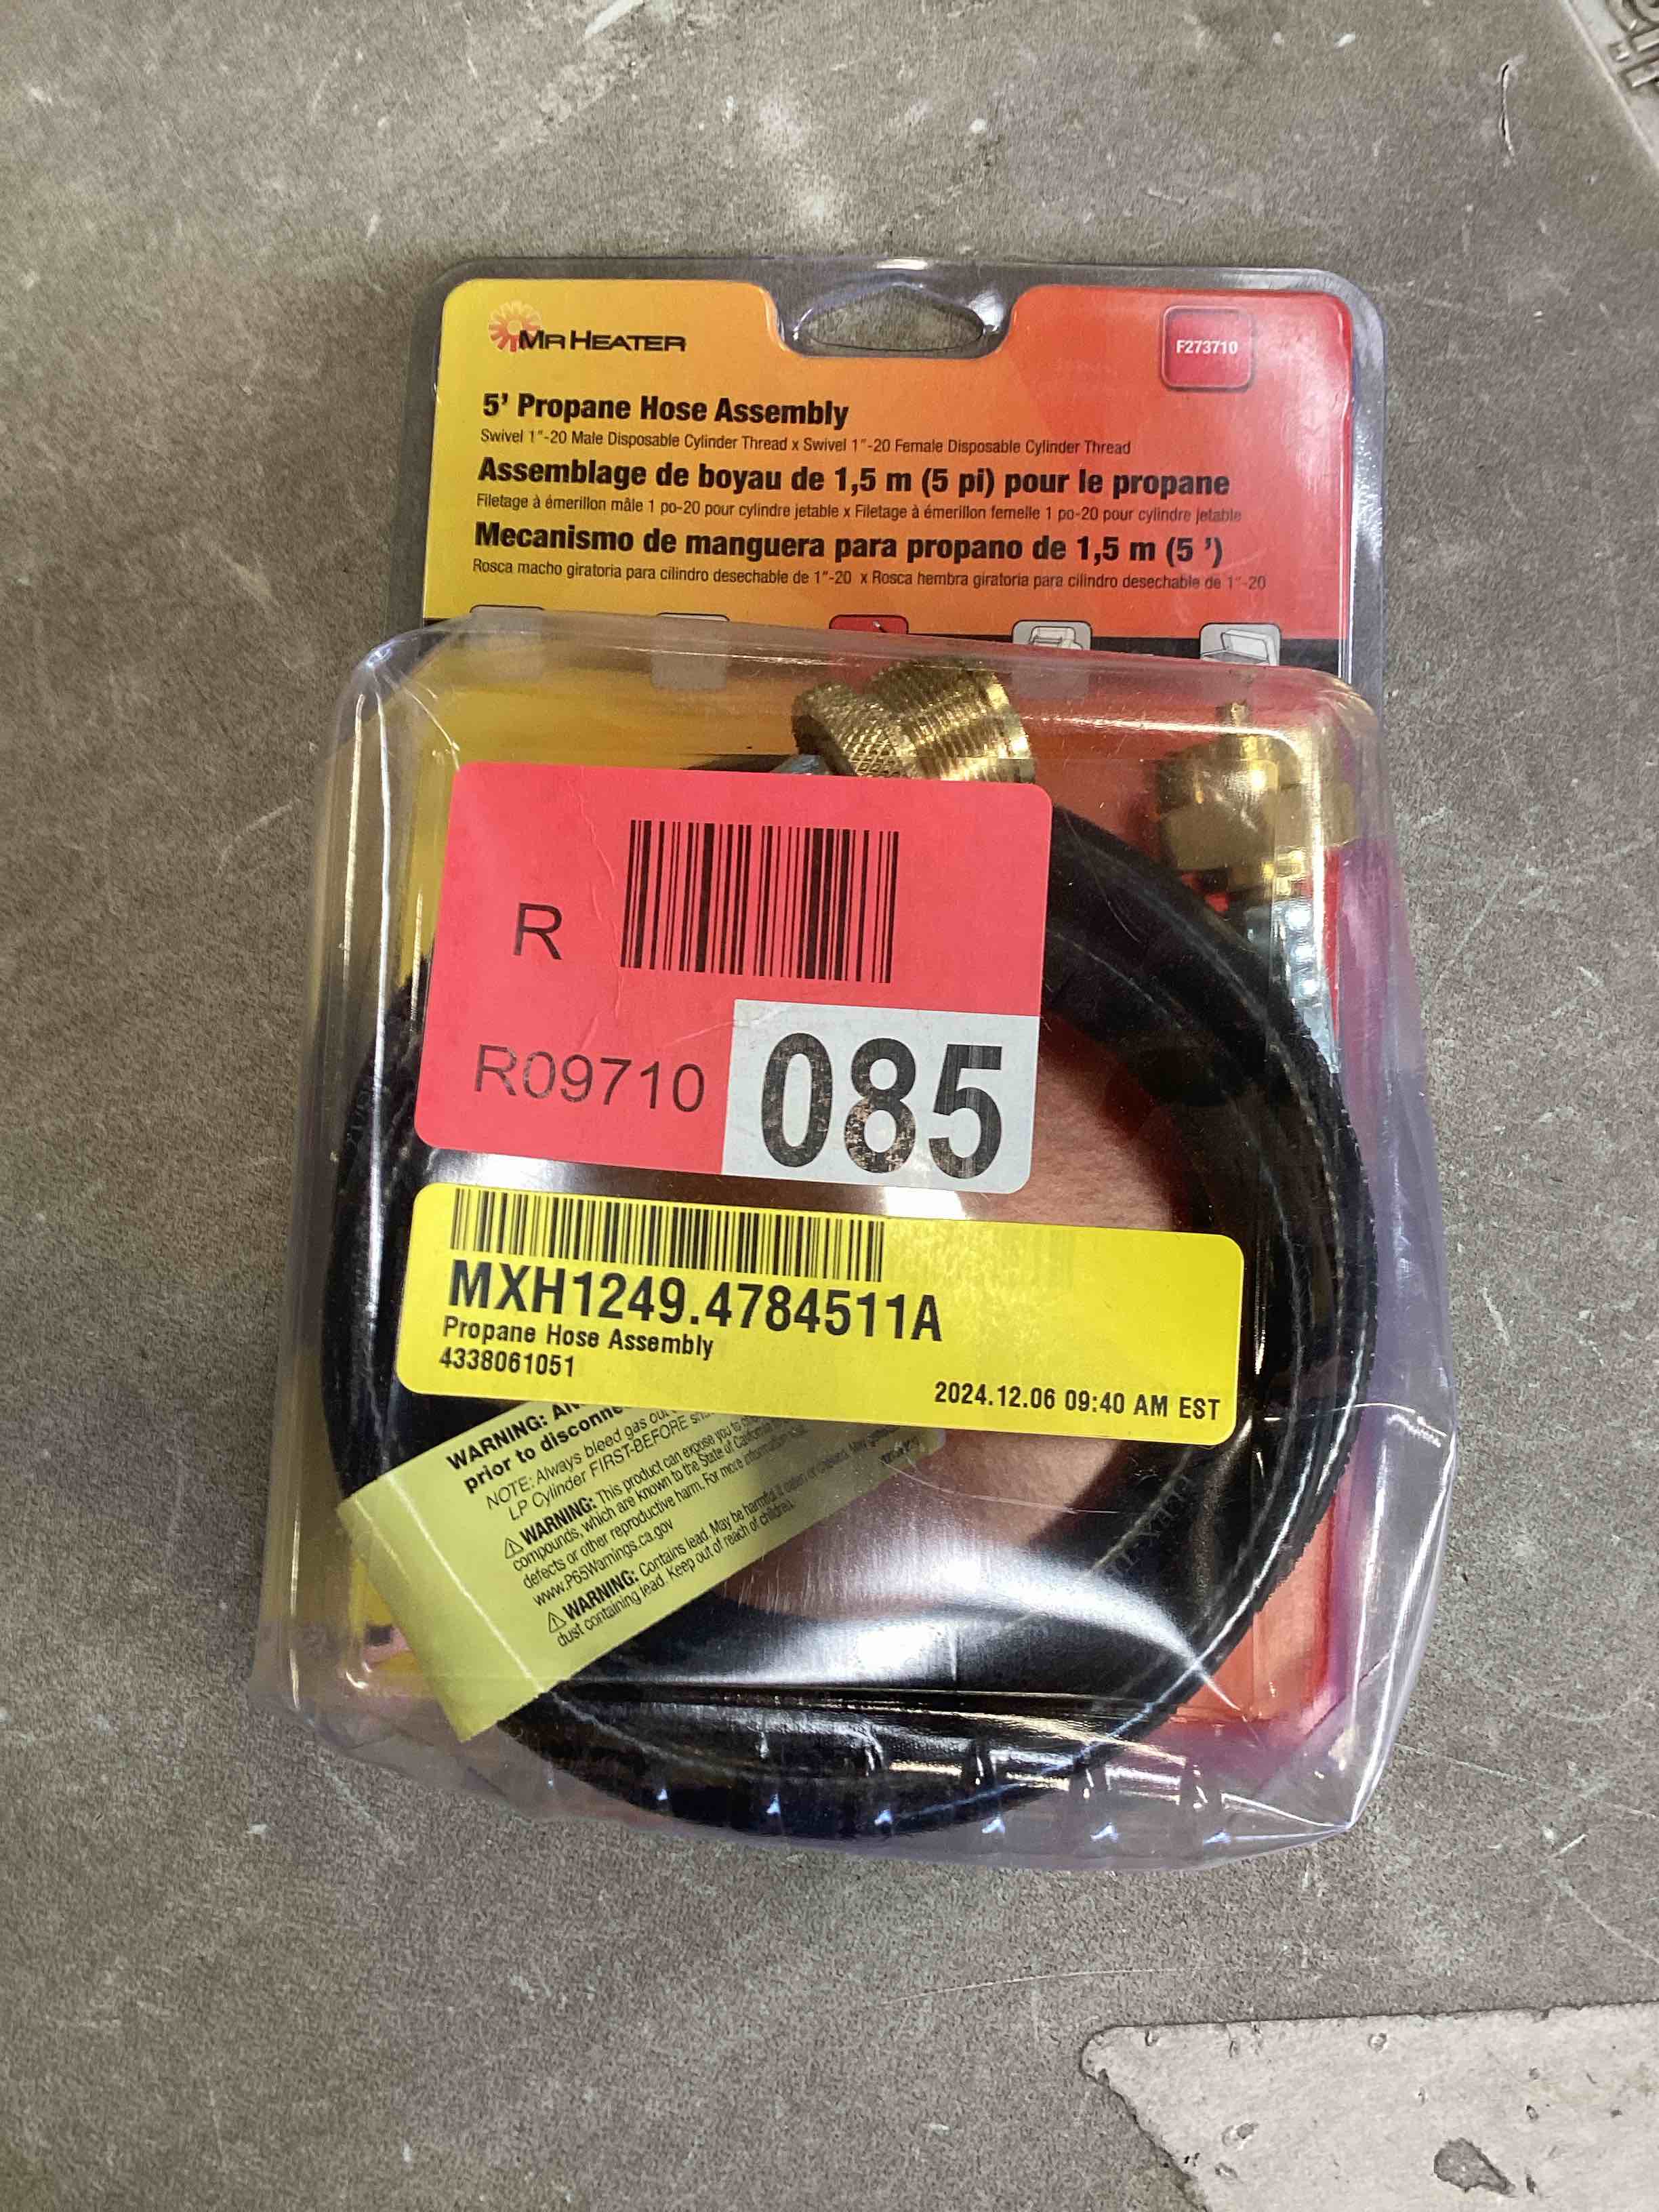 MR HEATER
F273710
5' Propane Hose Assembly
Swivel 1"-20 Male Disposable Cylinder Thread x Swivel 1"-20 Female Disposable Cylinder Thread
Assemblage de boyau de 1,5 m (5 pi) pour le propane
Filetage à émerillon mâle 1 po-20 pour cylindre jetable x Filetage à émerillon femelle 1 po-20 pour cylindre jetable
Mecanismo de manguera para propano de 1,5 m (5 ')
Rosca macho giratoria para cilindro desechable de 1"-20 x Rosca hembra giratoria para cilindro desechable de 1"-20
R
R09710
085
MXH1249.4784511A
Propane Hose Assembly
4338061051
2024.12.06 09:40 AM EST
WARNING:
prior to
NOTE: Always bleed gas
LP Cylinder FIRST-BEFORE
WARNING: This product can expose you to
compounds, which are known to the State of California
defects or other reproductive harm. For more information
www.P65Warnings.ca.gov
WARNING: Contains lead. May be harmful if eaten or chewed. May
dust containing lead. Keep out of reach of children.